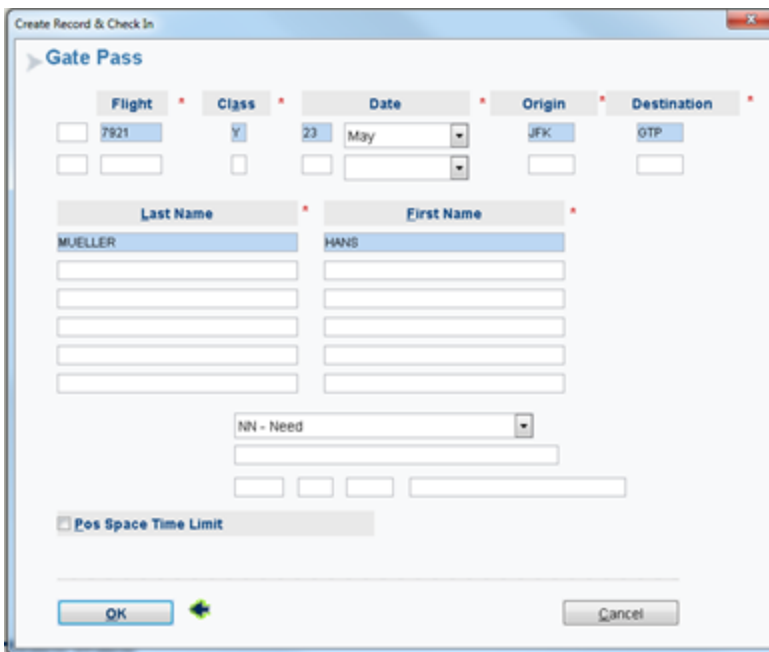 Create Record & Check In
Gate Pass
Flight * Class * Date * Origin * Destination *
7921 Y 23 May JFK GTP
Last Name * First Name *
MUELLER HANS
NN - Need
Pos Space Time Limit
OK Cancel